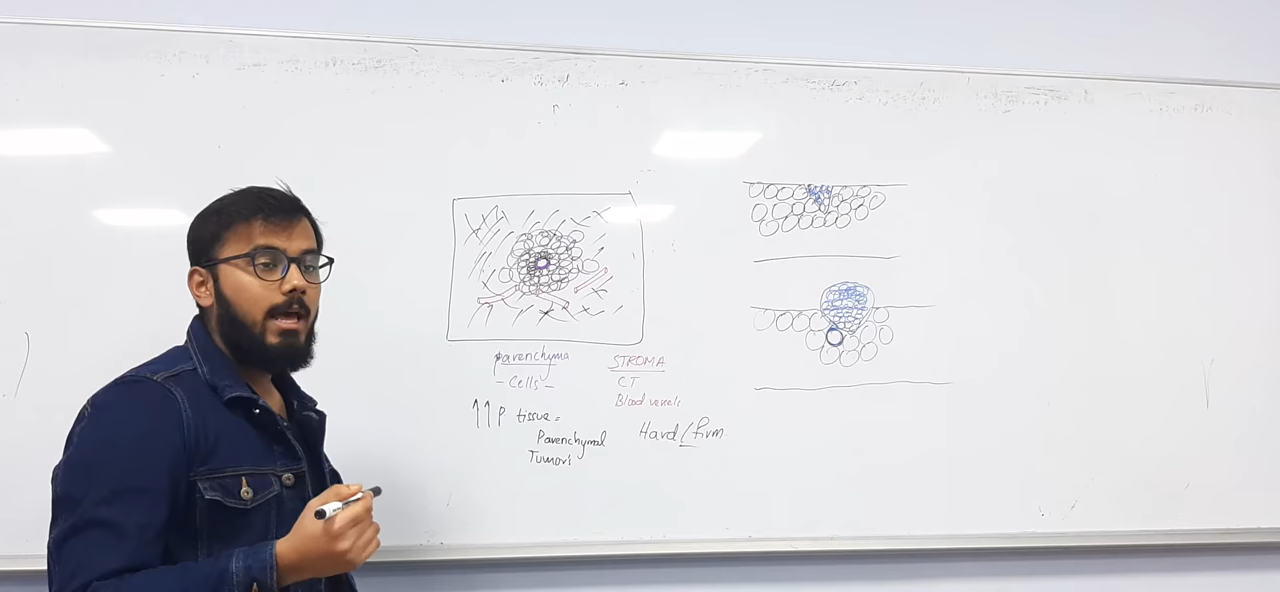 parenchyma
- Cells -
↑↑ P tissue =
Parenchymal
Tumors
STROMA
CT
Blood vessels
Hard/firm.